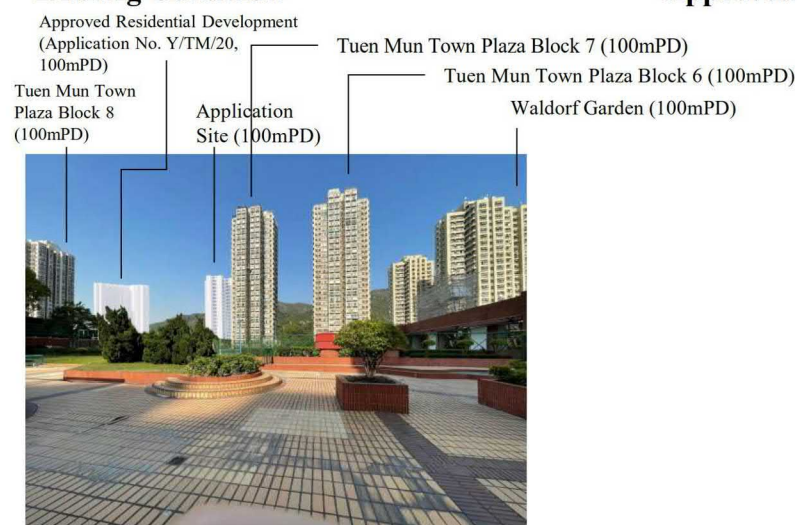 Approved Residential Development
(Application No. Y/TM/20,
100mPD)
Tuen Mun Town Plaza Block 7 (100mPD)
Tuen Mun Town Plaza Block 6 (100mPD)
Tuen Mun Town
Plaza Block 8
(100mPD)
Application
Site (100mPD)
Waldorf Garden (100mPD)